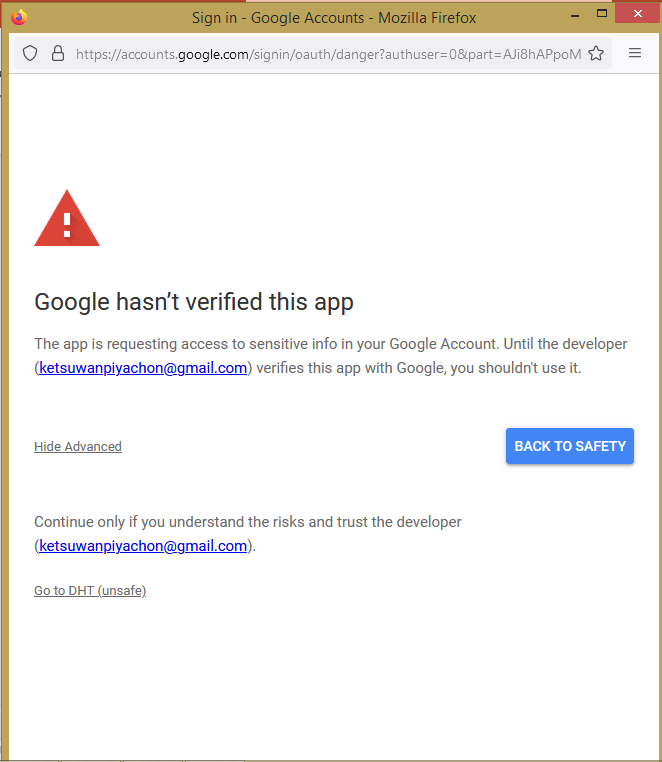 Sign in - Google Accounts - Mozilla Firefox
https://accounts.google.com/signin/oauth/danger?authuser=0&part=AJi8hAPpoM
Google hasn’t verified this app
The app is requesting access to sensitive info in your Google Account. Until the developer
(ketsuwanpiyachon@gmail.com) verifies this app with Google, you shouldn't use it.
Hide Advanced
BACK TO SAFETY
Continue only if you understand the risks and trust the developer
(ketsuwanpiyachon@gmail.com).
Go to DHT (unsafe)